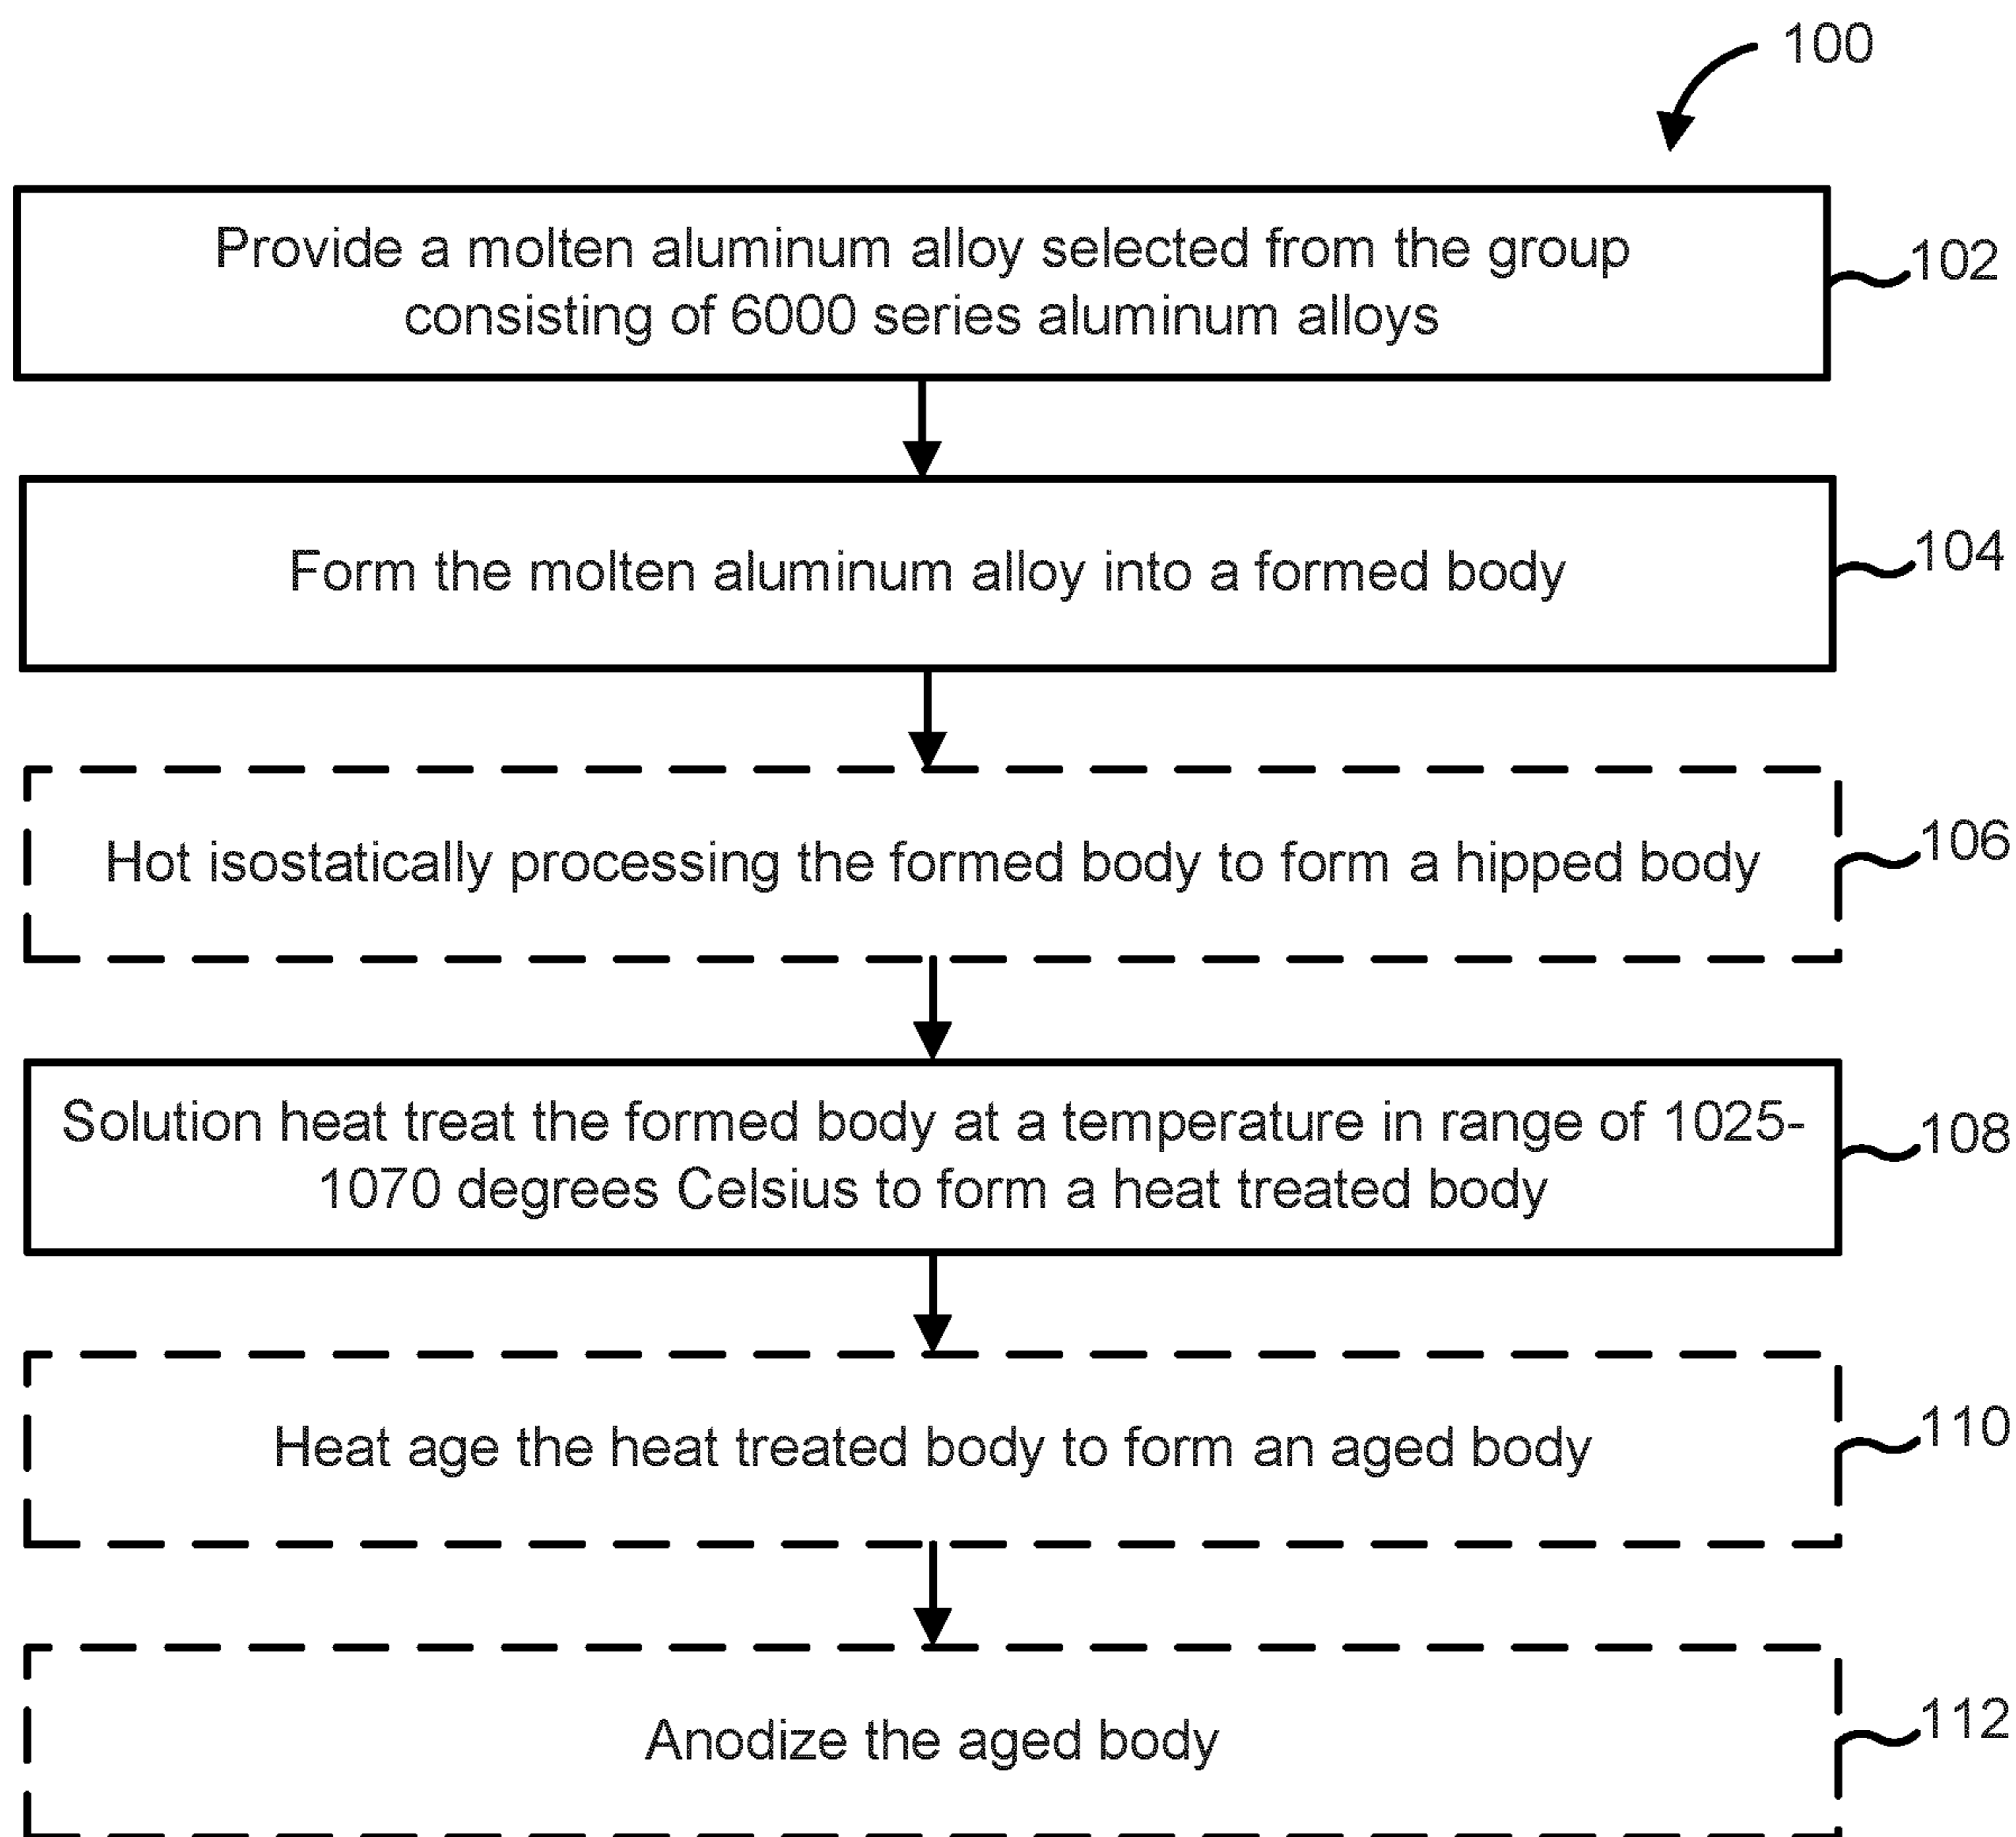 100
Provide a molten aluminum alloy selected from the group
consisting of 6000 series aluminum alloys
102
Form the molten aluminum alloy into a formed body
104
Hot isostatically processing the formed body to form a hipped body
106
Solution heat treat the formed body at a temperature in range of 1025-
1070 degrees Celsius to form a heat treated body
108
Heat age the heat treated body to form an aged body
110
Anodize the aged body
112